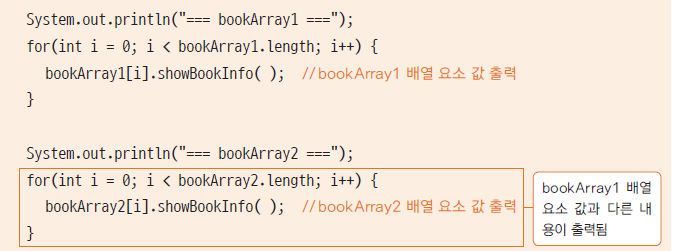 System.out.println("=== bookArray1 ===");
for(int i = 0; i < bookArray1.length; i++) {
bookArray1[i].showBookInfo( ); //bookArray1 배열 요소 값 출력
}
System.out.println("=== bookArray2 ===");
for(int i = 0; i < bookArray2.length; i++) {
bookArray2[i].showBookInfo( ); //bookArray2 배열 요소 값 출력
}
bookArray1 배열
요소 값과 다른 내
용이 출력됨